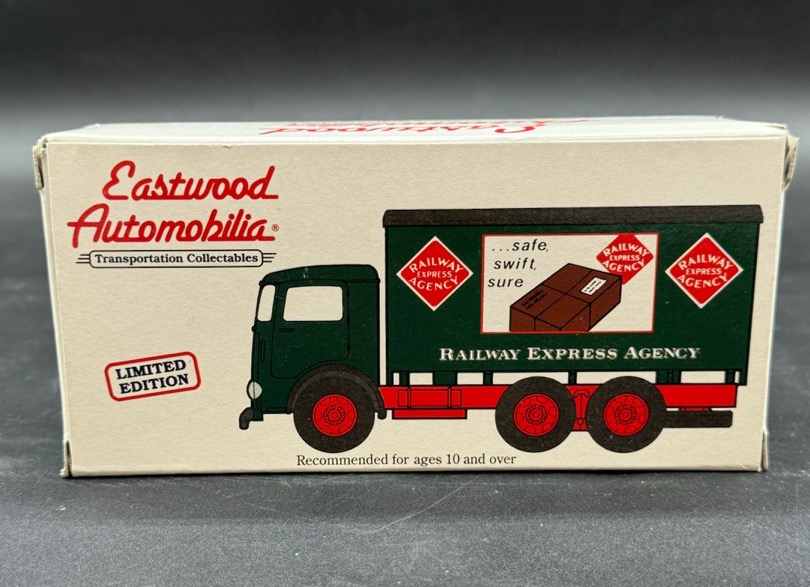 Eastwood
Automobilia®
Transportation Collectables
LIMITED
EDITION
RAILWAY
EXPRESS
AGENCY
...safe,
swift,
sure
RAILWAY
EXPRESS
AGENCY
RAILWAY
EXPRESS
AGENCY
RAILWAY EXPRESS AGENCY
Recommended for ages 10 and over